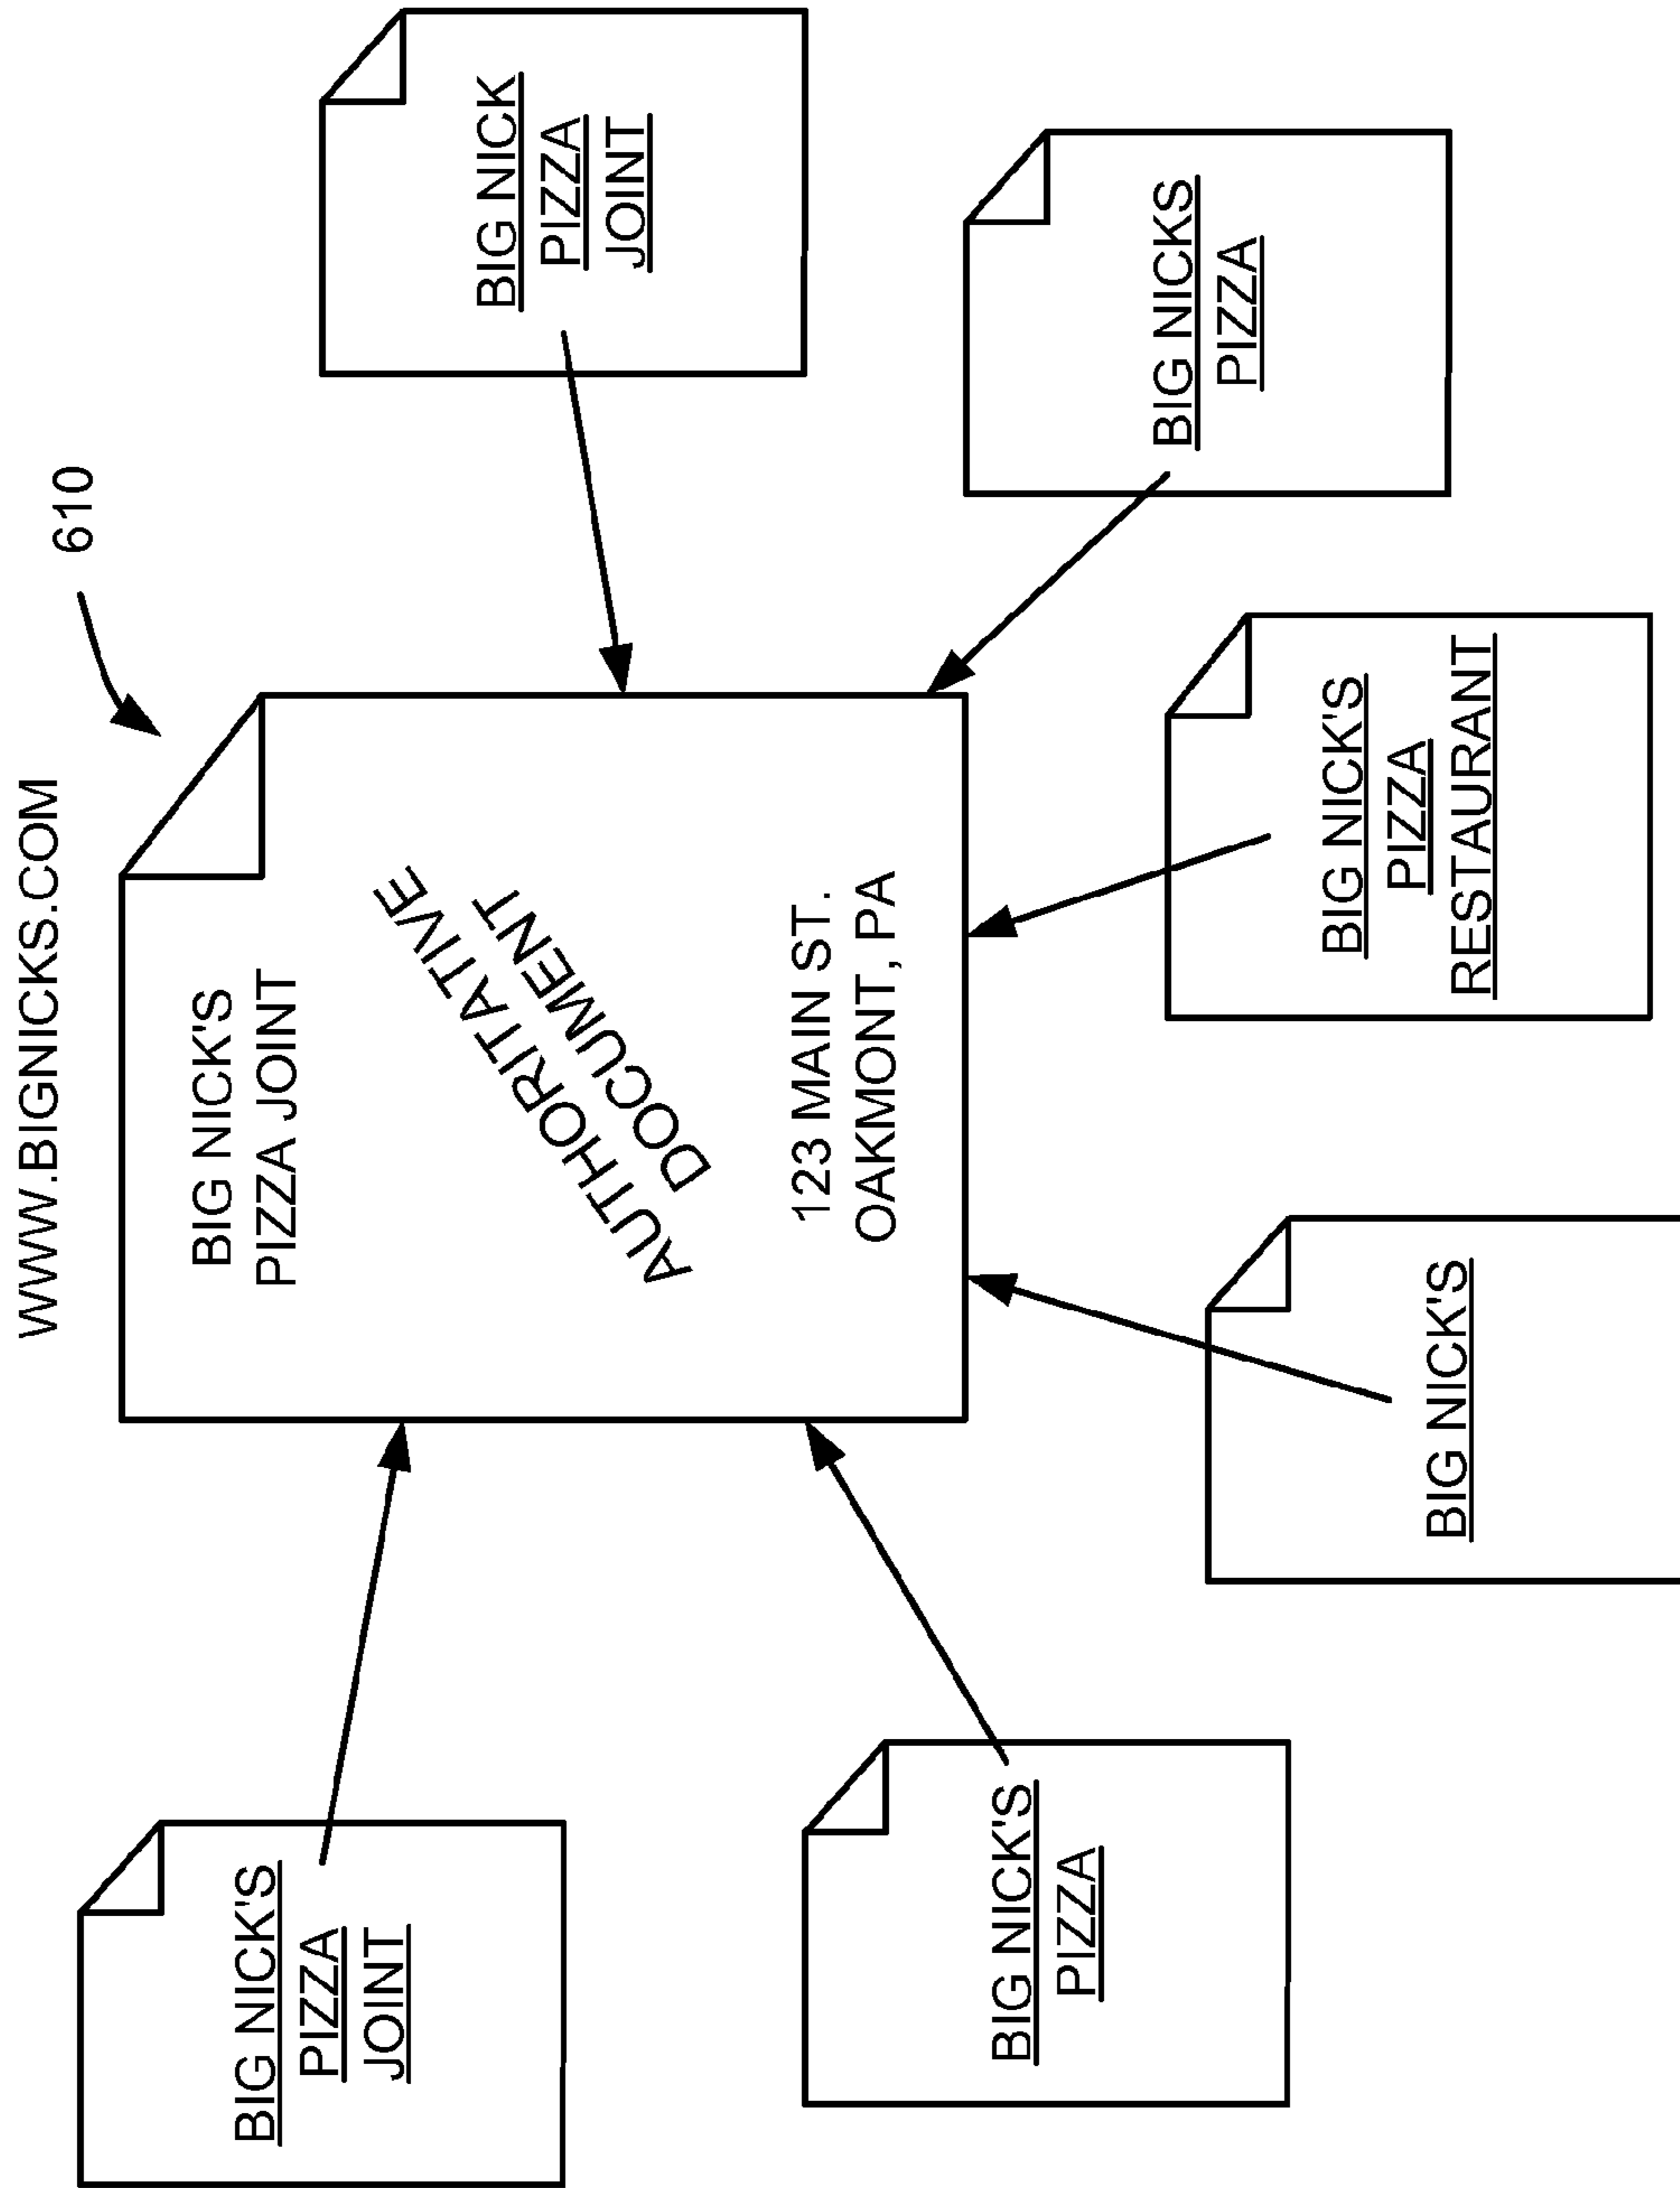 WWW.BIGNICKS.COM
610
BIG NICK'S
PIZZA JOINT
AUTHORITATIVE
DOCUMENT
123 MAIN ST.
OAKMONT, PA
BIG NICK'S
PIZZA
JOINT
BIG NICK'S
PIZZA
BIG NICK'S
BIG NICK'S
PIZZA
RESTAURANT
BIG NICKS
PIZZA
BIG NICK
PIZZA
JOINT